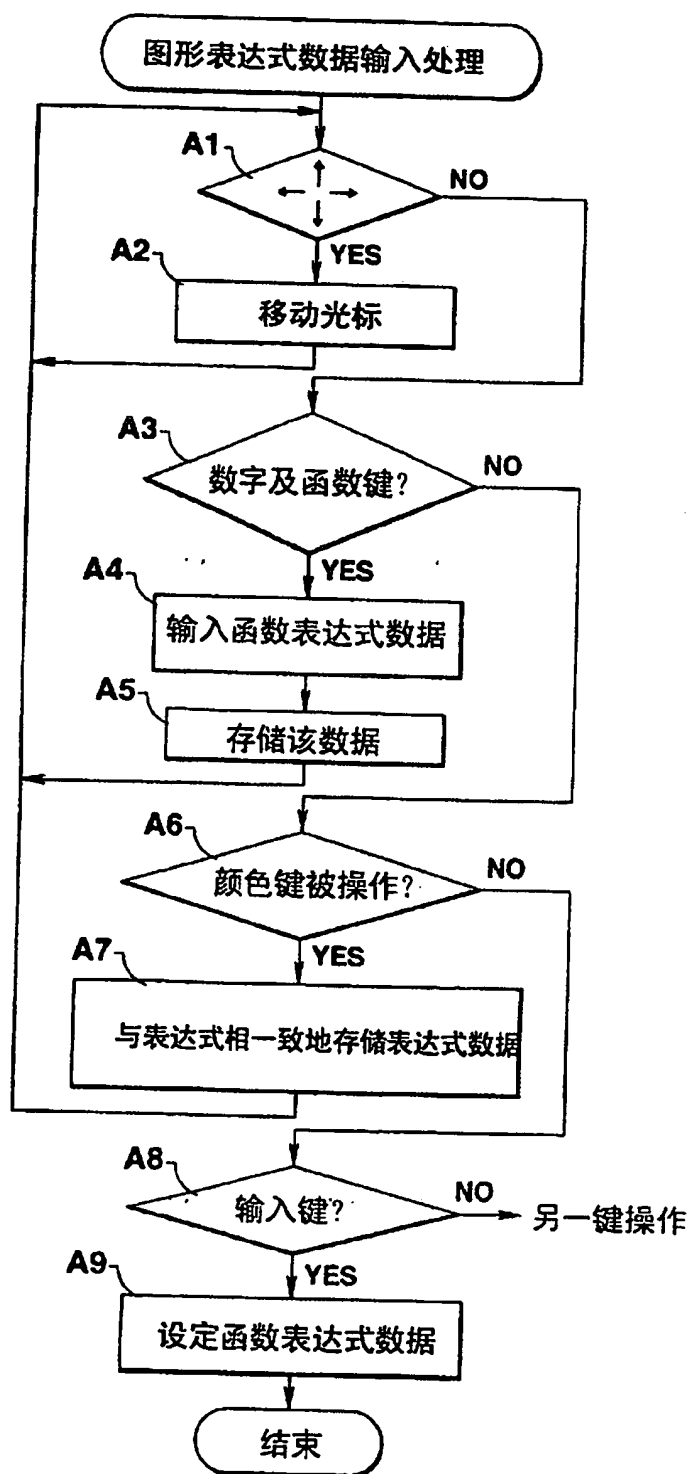 图形表达式数据输入处理
A1
NO
YES
A2
移动光标
A3
数字及函数键?
NO
YES
A4
输入函数表达式数据
A5
存储该数据
A6
颜色键被操作?
NO
YES
A7
与表达式相一致地存储表达式数据
A8
输入键?
NO
另一键操作
YES
A9
设定函数表达式数据
结束